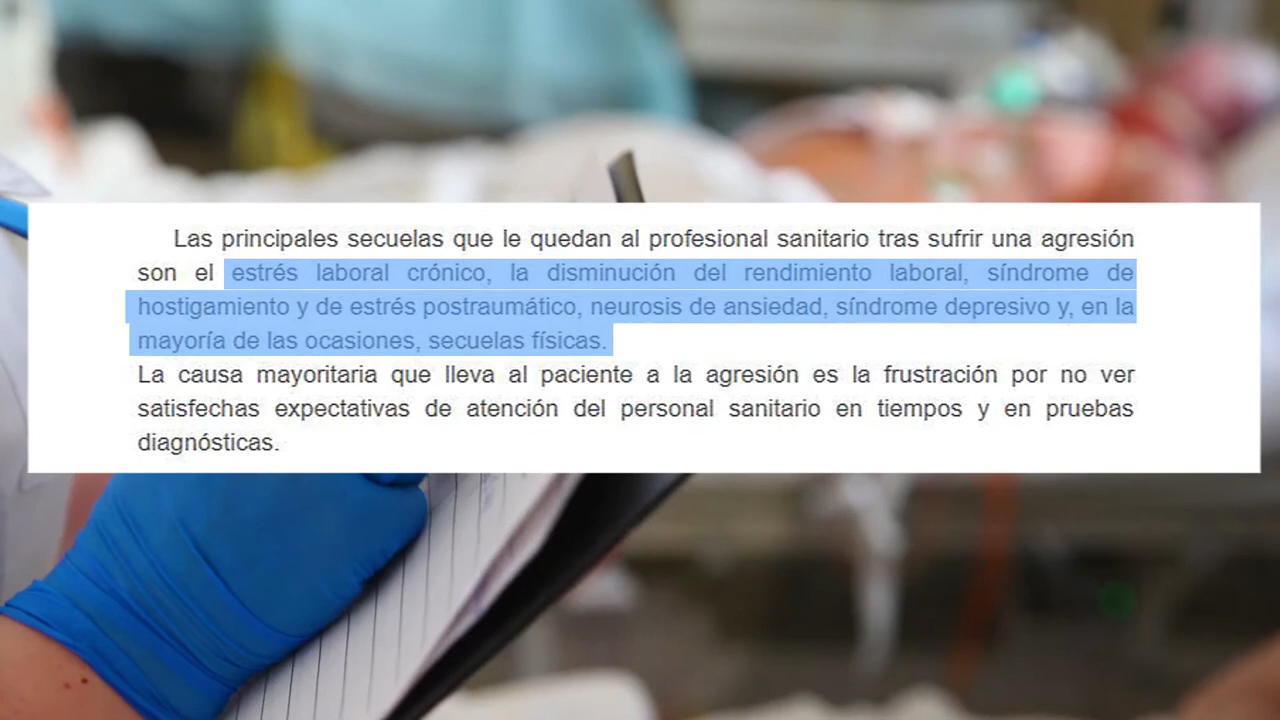 Las principales secuelas que le quedan al profesional sanitario tras sufrir una agresión
son el estrés laboral crónico, la disminución del rendimiento laboral, síndrome de
hostigamiento y de estrés postraumático, neurosis de ansiedad, síndrome depresivo y, en la
mayoría de las ocasiones, secuelas físicas.
La causa mayoritaria que lleva al paciente a la agresión es la frustración por no ver
satisfechas expectativas de atención del personal sanitario en tiempos y en pruebas
diagnósticas.